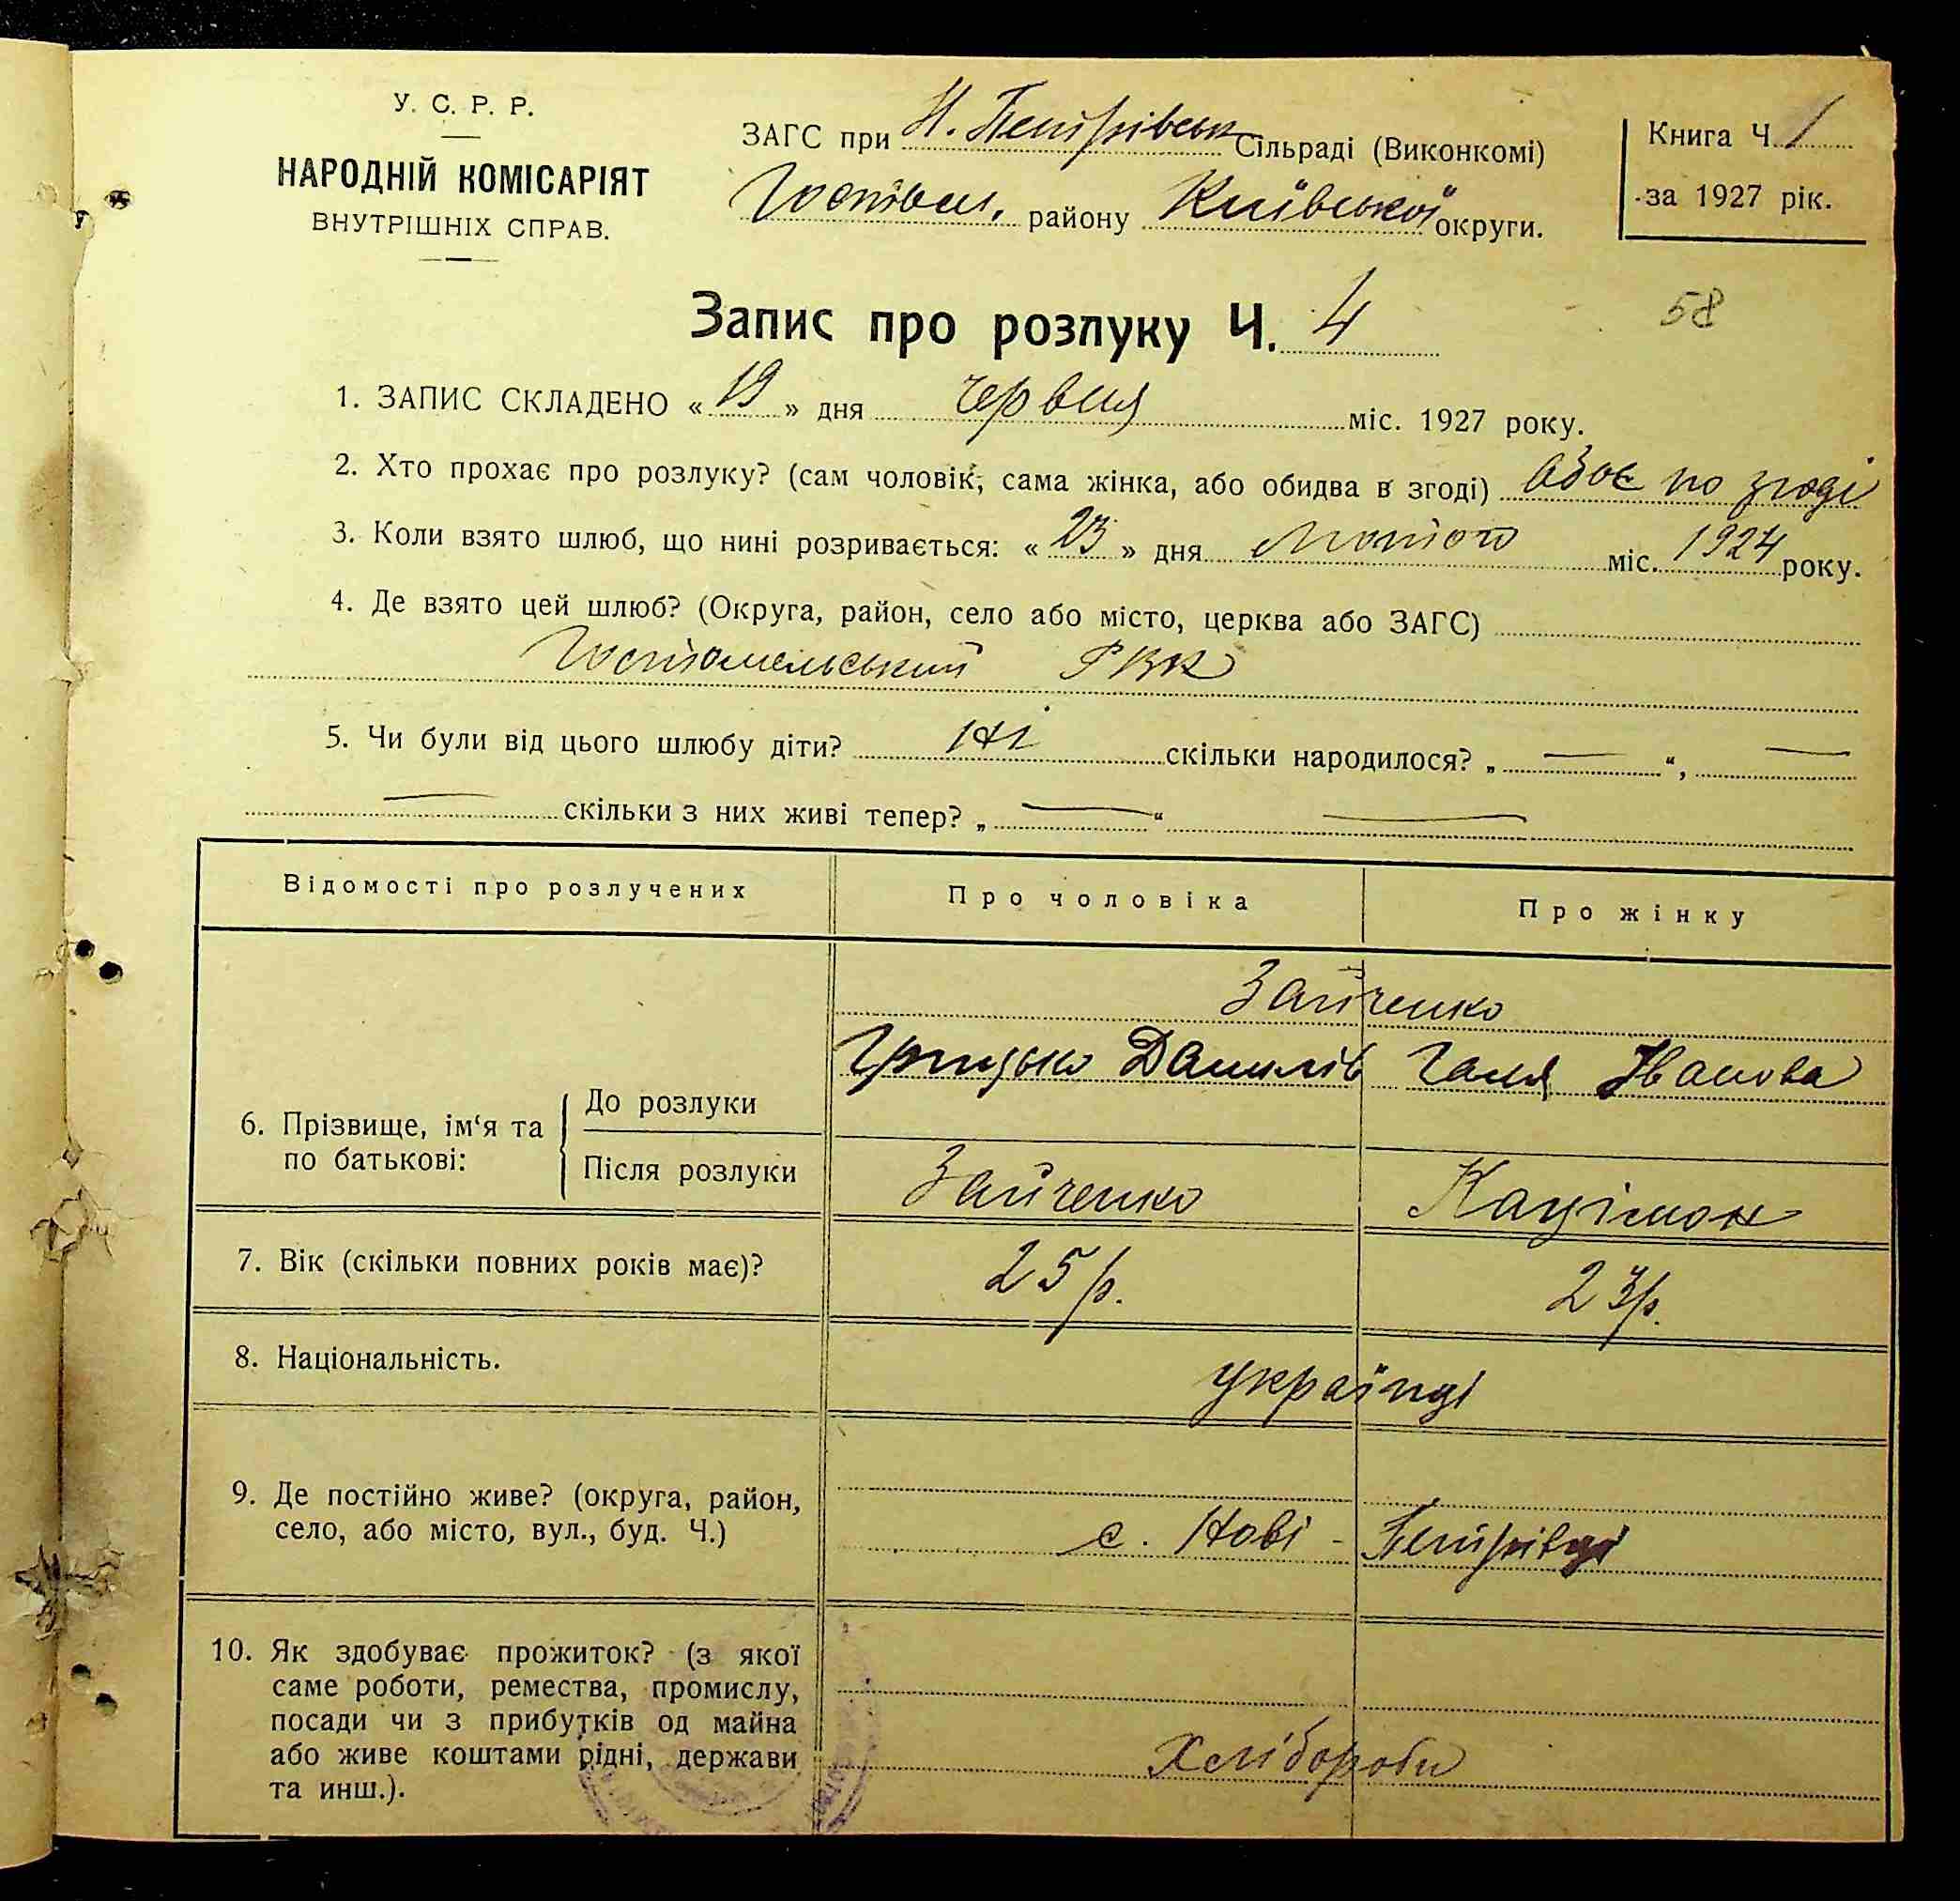 У. С. Р. Р.
НАРОДНІЙ КОМІСАРІЯТ
ВНУТРІШНІХ СПРАВ.
ЗАГС при Н. Петрівськ Сільраді (Виконкомі)
Гостомел. району Київської округи.
Книга Ч. 1
за 1927 рік.
58
Запис про розлуку Ч. 4
1. ЗАПИС СКЛАДЕНО «19» дня червня міс. 1927 року.
2. Хто прохає про розлуку? (сам чоловік, сама жінка, або обидва в згоді) Обоє по згоді
3. Коли взято шлюб, що нині розривається: «23» дня Лютого міс. 1924 року.
4. Де взято цей шлюб? (Округа, район, село або місто, церква або ЗАГС)
Гостомельський РВК
5. Чи були від цього шлюбу діти? Ні скільки народилося? „ — “, —
— скільки з них живі тепер? „ — “ —
Відомості про розлучених Про чоловіка Про жінку
Зайченко
Грицько Данилів Галя Іванова
6. Прізвище, ім‘я та по батькові: До розлуки
Після розлуки Зайченко Кацімон
7. Вік (скільки повних років має)? 25 р. 23 р.
8. Національність. українці
9. Де постійно живе? (округа, район,
село, або місто, вул., буд. Ч.) с. Нові - Петрівці
10. Як здобуває прожиток? (з якої
саме роботи, ремества, промислу,
посади чи з прибутків од майна
або живе коштами рідні, держави Хлібороби
та инш.).